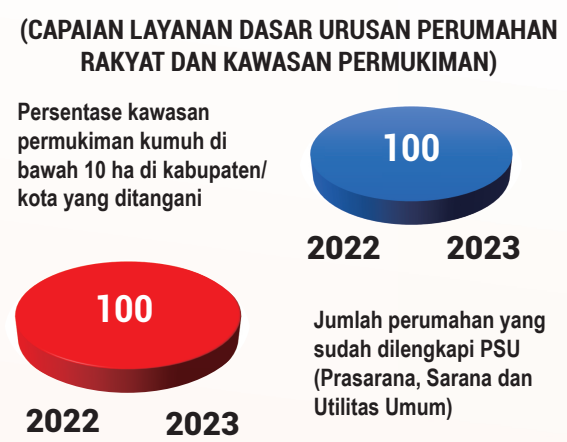 (CAPAIAN LAYANAN DASAR URUSAN PERUMAHAN
RAKYAT DAN KAWASAN PERMUKIMAN)
Persentase kawasan
permukiman kumuh di
bawah 10 ha di kabupaten/
kota yang ditangani
100
2022 2023
100
2022 2023
Jumlah perumahan yang
sudah dilengkapi PSU
(Prasarana, Sarana dan
Utilitas Umum)